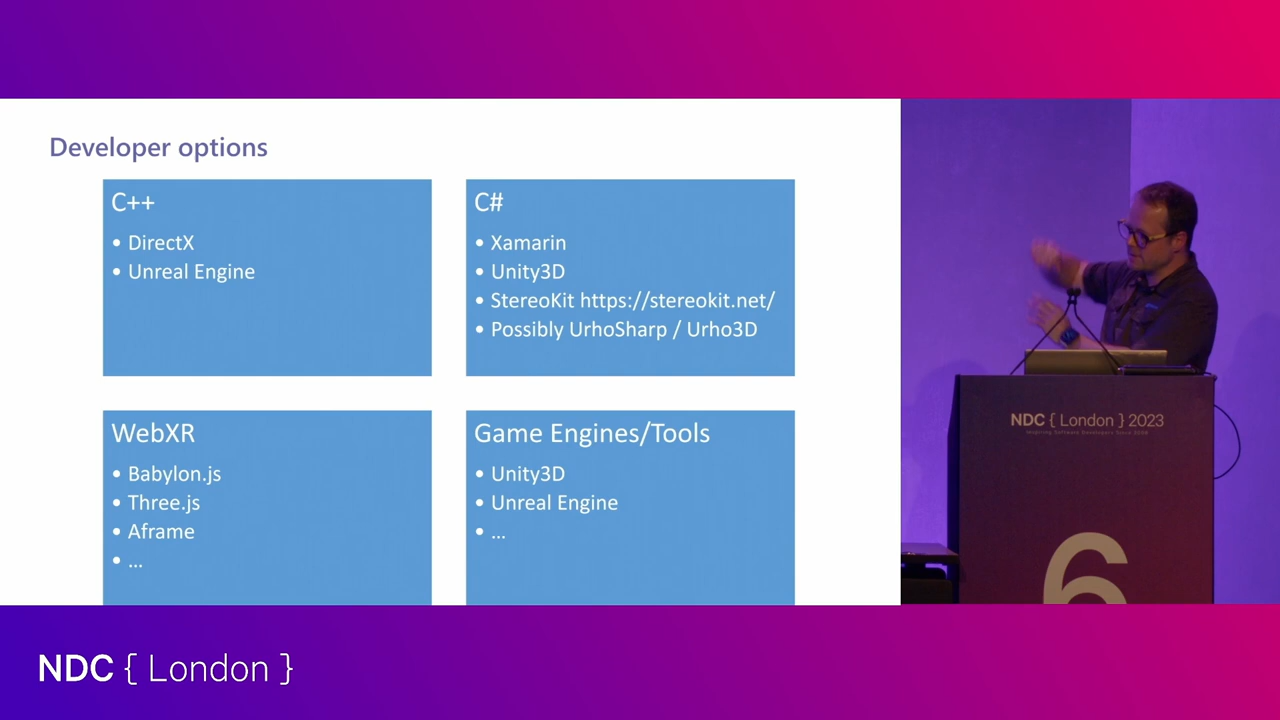 Developer options
C++
• DirectX
• Unreal Engine
C#
• Xamarin
• Unity3D
• StereoKit https://stereokit.net/
• Possibly UrhoSharp / Urho3D
WebXR
• Babylon.js
• Three.js
• Aframe
• ...
Game Engines/Tools
• Unity3D
• Unreal Engine
• ...
NDC { London } 2023
6
NDC { London }